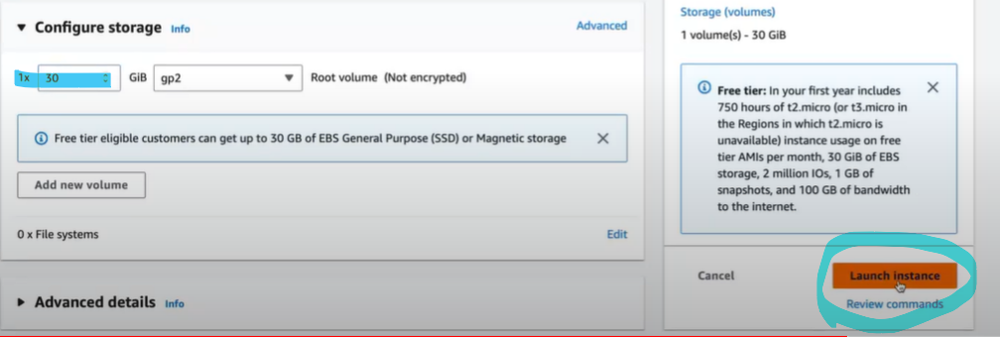 Configure storage Info
Advanced
1x 30 GiB gp2 Root volume (Not encrypted)
Free tier eligible customers can get up to 30 GB of EBS General Purpose (SSD) or Magnetic storage
Add new volume
0 x File systems
Edit
Advanced details Info
Storage (volumes)
1 volume(s) - 30 GiB
Free tier: In your first year includes
750 hours of t2.micro (or t3.micro in
the Regions in which t2.micro is
unavailable) instance usage on free
tier AMIs per month, 30 GiB of EBS
storage, 2 million IOs, 1 GB of
snapshots, and 100 GB of bandwidth
to the internet.
Cancel
Launch instance
Review commands